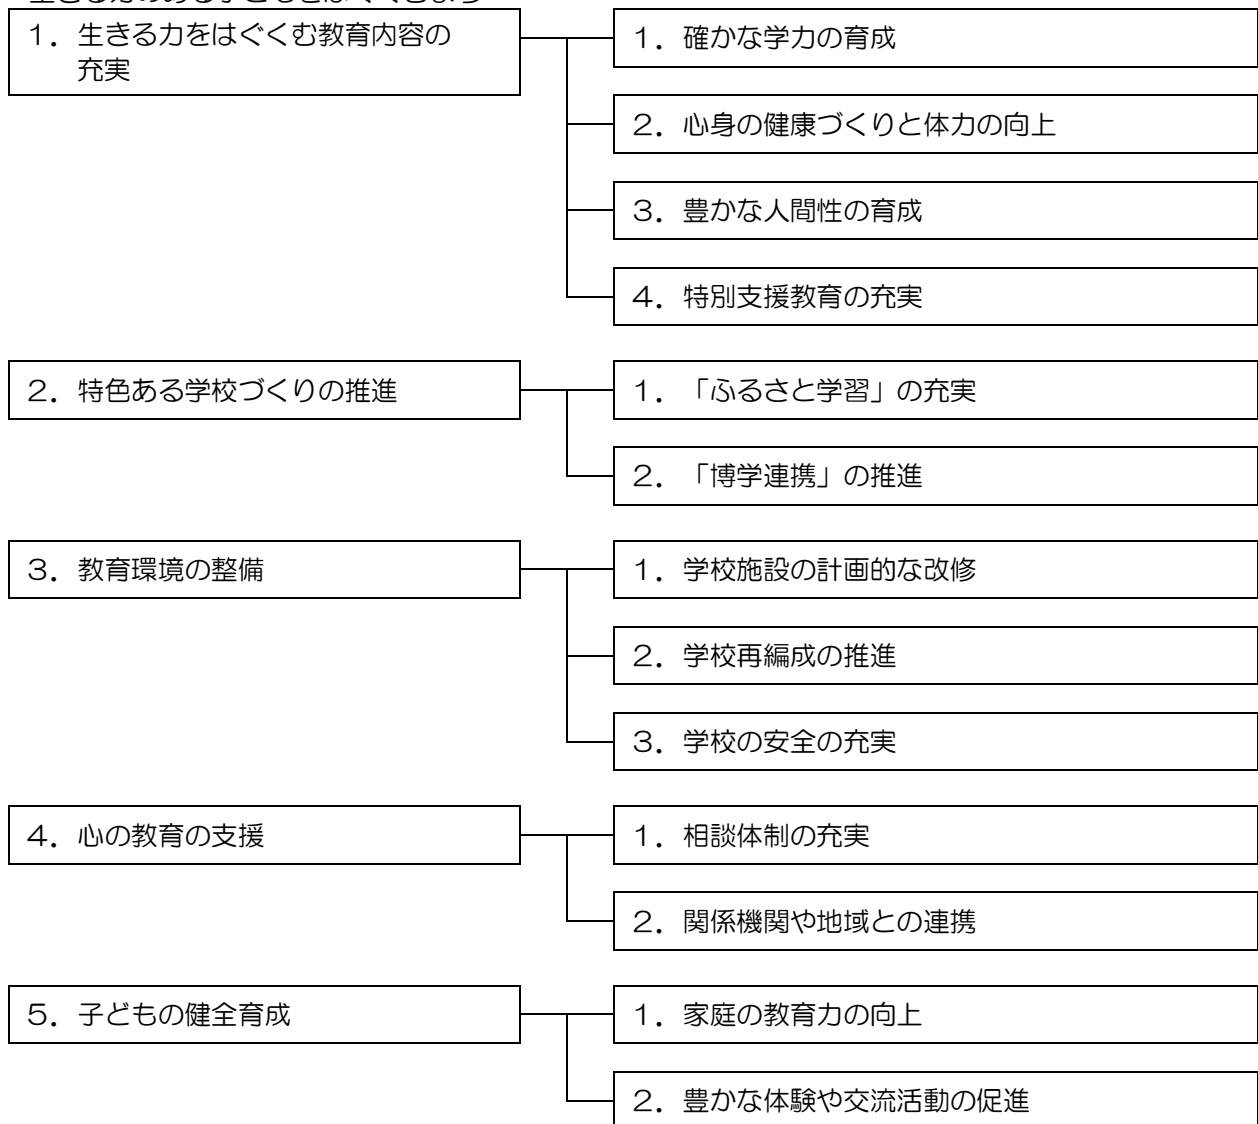 1．生きる力をはぐくむ教育内容の
充実
1．確かな学力の育成
2．心身の健康づくりと体力の向上
3．豊かな人間性の育成
4．特別支援教育の充実
2．特色ある学校づくりの推進
1．「ふるさと学習」の充実
2．「博学連携」の推進
3．教育環境の整備
1．学校施設の計画的な改修
2．学校再編成の推進
3．学校の安全の充実
4．心の教育の支援
1．相談体制の充実
2．関係機関や地域との連携
5．子どもの健全育成
1．家庭の教育力の向上
2．豊かな体験や交流活動の促進